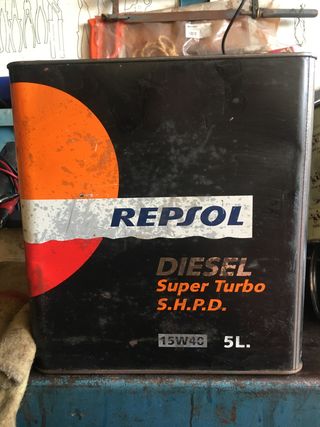 REPSOL
DIESEL
Super Turbo
S.H.P.D.
15W40 5L.